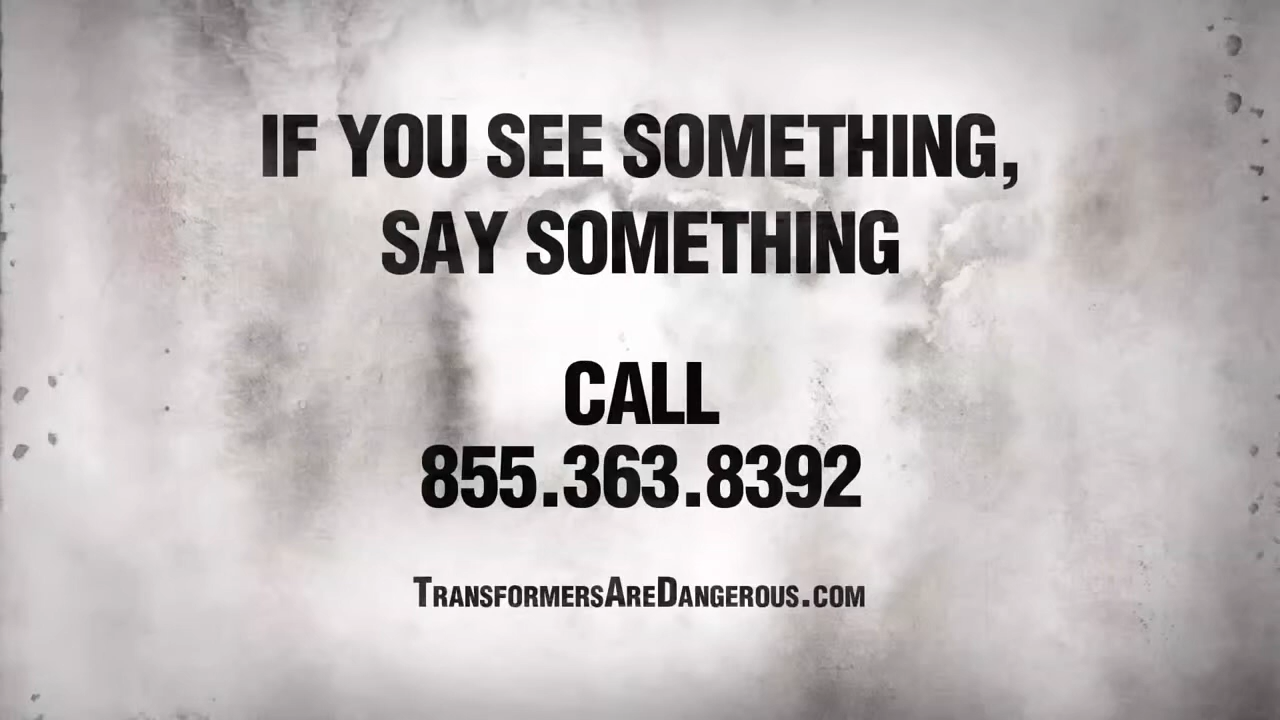 IF YOU SEE SOMETHING,
SAY SOMETHING
CALL
855.363.8392
TRANSFORMERSAREDANGEROUS.COM